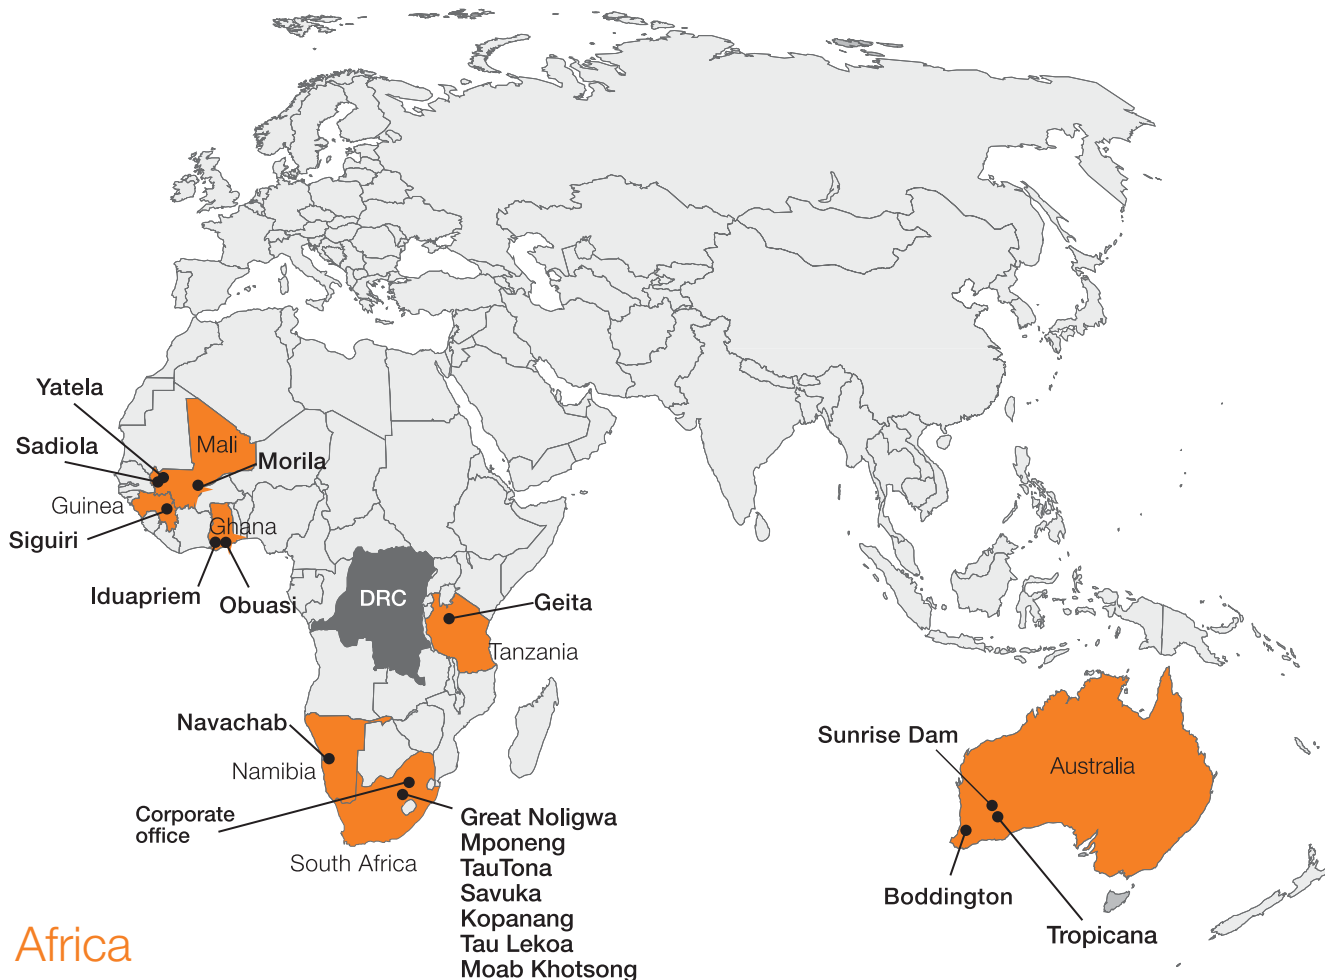 Yatela
Sadiola
Mali
Morila
Guinea
Ghana
Siguiri
Iduapriem
Obuasi
DRC
Geita
Tanzania
Navachab
Namibia
Corporate
office
South Africa
Great Noligwa
Mponeng
TauTona
Savuka
Kopanang
Tau Lekoa
Moab Khotsong
Sunrise Dam
Australia
Boddington
Tropicana
Africa